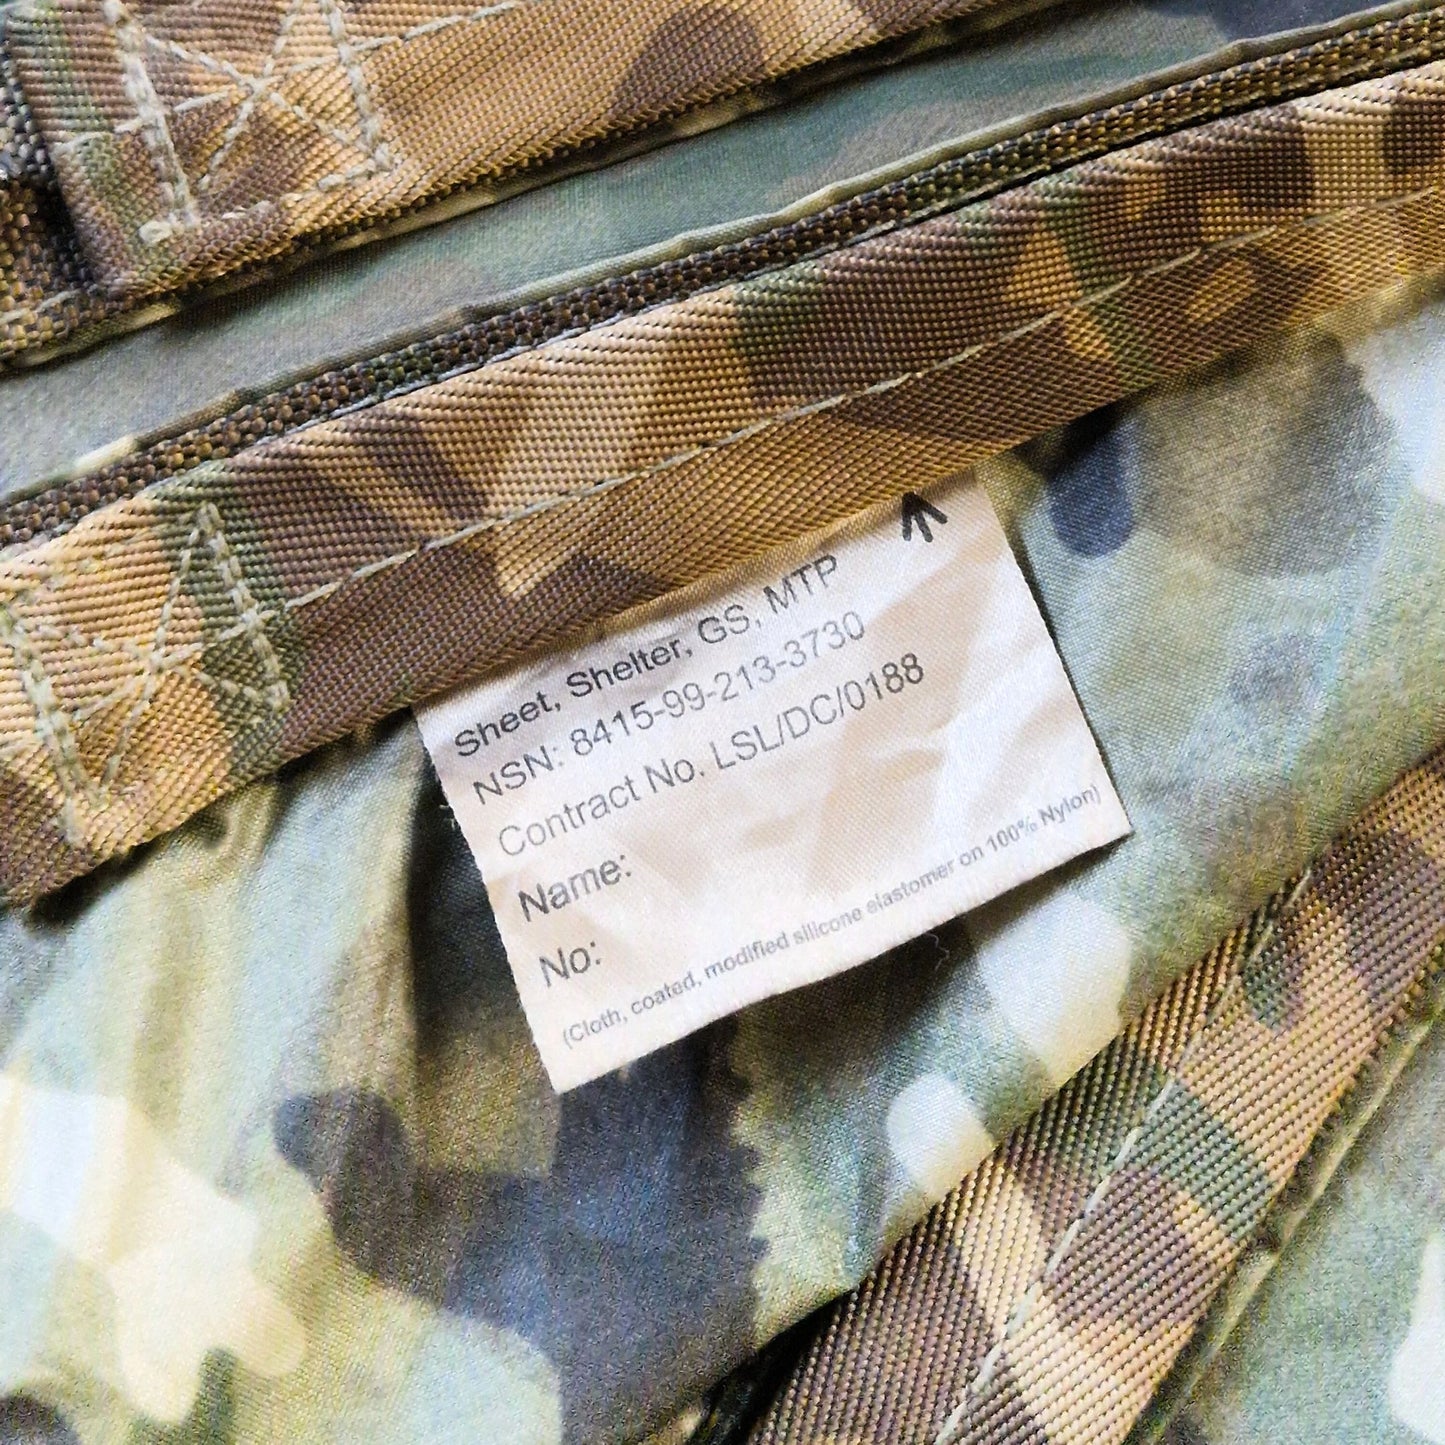 Sheet, Shelter, GS, MTP
NSN: 8415-99-213-3730
Contract No. LSL/DC/0188
Name:
No:
(Cloth, coated, modified silicone elastomer on 100% Nylon)